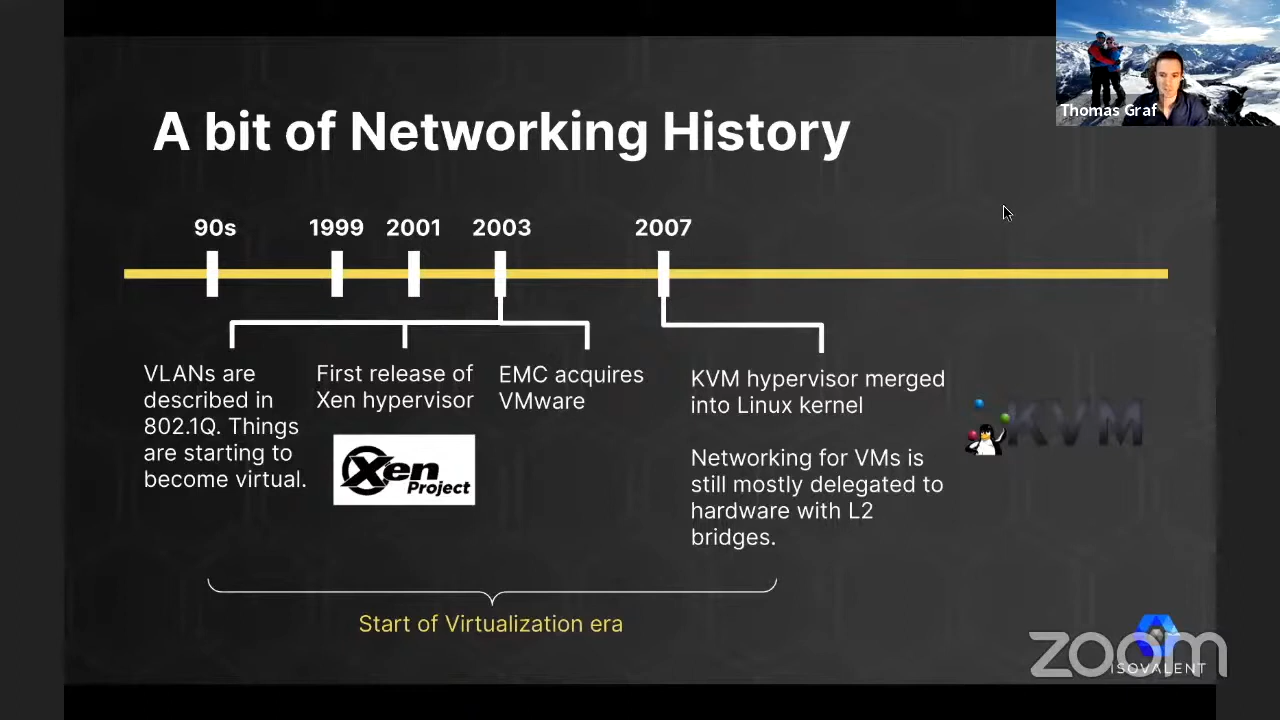 Thomas Graf
A bit of Networking History
90s
1999
2001
2003
2007
VLANs are
described in
802.1Q. Things
are starting to
become virtual.
First release of
Xen hypervisor
Xen
Project
EMC acquires
VMware
KVM hypervisor merged
into Linux kernel
Networking for VMs is
still mostly delegated to
hardware with L2
bridges.
KVM
Start of Virtualization era
zoom
ISOVALENT